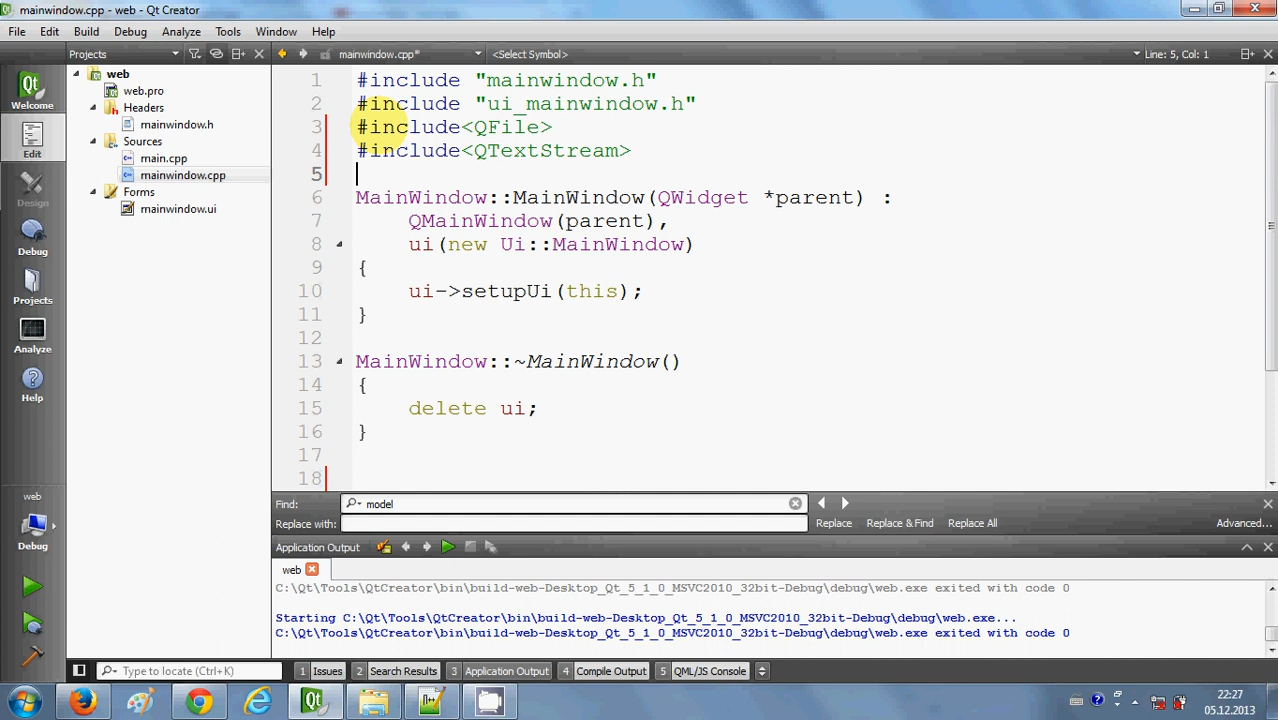 mainwindow.cpp - web - Qt Creator
File Edit Build Debug Analyze Tools Window Help
Projects mainwindow.cpp* <Select Symbol> Line: 5, Col: 1
Welcome
Edit
Design
Debug
Projects
Analyze
Help
web
Debug
web
web.pro
Headers
mainwindow.h
Sources
main.cpp
mainwindow.cpp
Forms
mainwindow.ui
1 #include "mainwindow.h"
2 #include "ui_mainwindow.h"
3 #include<QFile>
4 #include<QTextStream>
5
6 MainWindow::MainWindow(QWidget *parent) :
7 QMainWindow(parent),
8 ui(new Ui::MainWindow)
9 {
10 ui->setupUi(this);
11 }
12
13 MainWindow::~MainWindow()
14 {
15 delete ui;
16 }
17
18
Find: model
Replace with: Replace Replace & Find Replace All Advanced...
Application Output
web
C:\Qt\Tools\QtCreator\bin\build-web-Desktop_Qt_5_1_0_MSVC2010_32bit-Debug\debug\web.exe exited with code 0
Starting C:\Qt\Tools\QtCreator\bin\build-web-Desktop_Qt_5_1_0_MSVC2010_32bit-Debug\debug\web.exe...
C:\Qt\Tools\QtCreator\bin\build-web-Desktop_Qt_5_1_0_MSVC2010_32bit-Debug\debug\web.exe exited with code 0
Type to locate (Ctrl+K) 1 Issues 2 Search Results 3 Application Output 4 Compile Output 5 QML/JS Console
22:27
05.12.2013